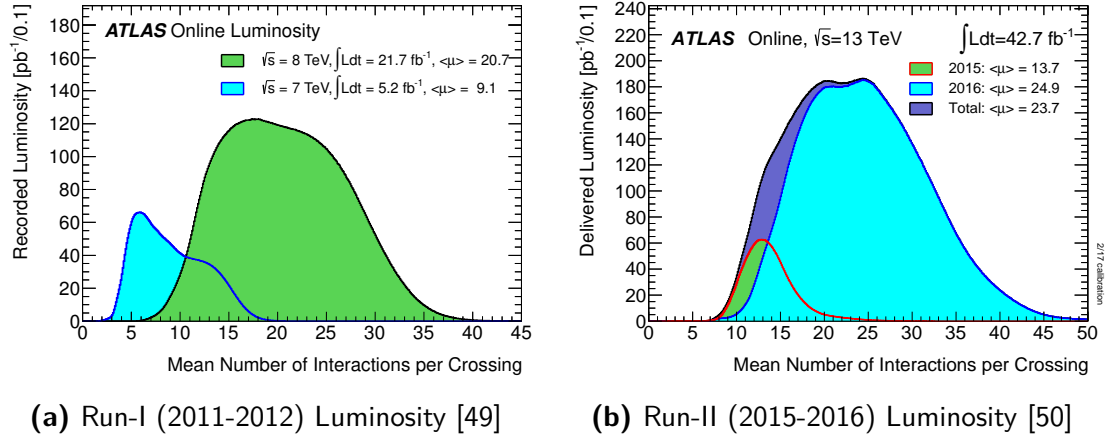 ATLAS Online Luminosity
√s = 8 TeV, ∫Ldt = 21.7 fb⁻¹, <μ> = 20.7
√s = 7 TeV, ∫Ldt = 5.2 fb⁻¹, <μ> = 9.1
Recorded Luminosity [pb⁻¹/0.1]
180
160
140
120
100
80
60
40
20
0
0 5 10 15 20 25 30 35 40 45
Mean Number of Interactions per Crossing
(a) Run-I (2011-2012) Luminosity [49]
ATLAS Online, √s=13 TeV ∫Ldt=42.7 fb⁻¹
2015: <μ> = 13.7
2016: <μ> = 24.9
Total: <μ> = 23.7
Delivered Luminosity [pb⁻¹/0.1]
240
220
200
180
160
140
120
100
80
60
40
20
0
0 5 10 15 20 25 30 35 40 45 50
Mean Number of Interactions per Crossing
2/17 calibration
(b) Run-II (2015-2016) Luminosity [50]